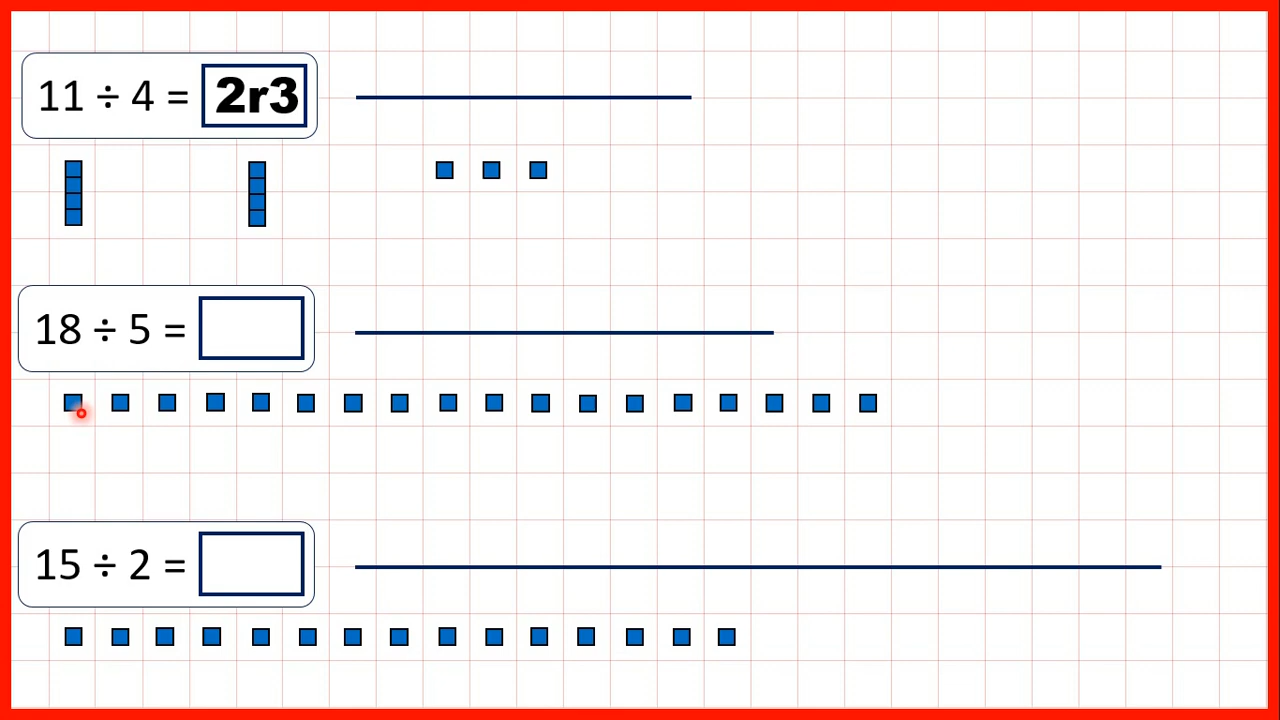 11 ÷ 4 = 2r3
18 ÷ 5 =
15 ÷ 2 =